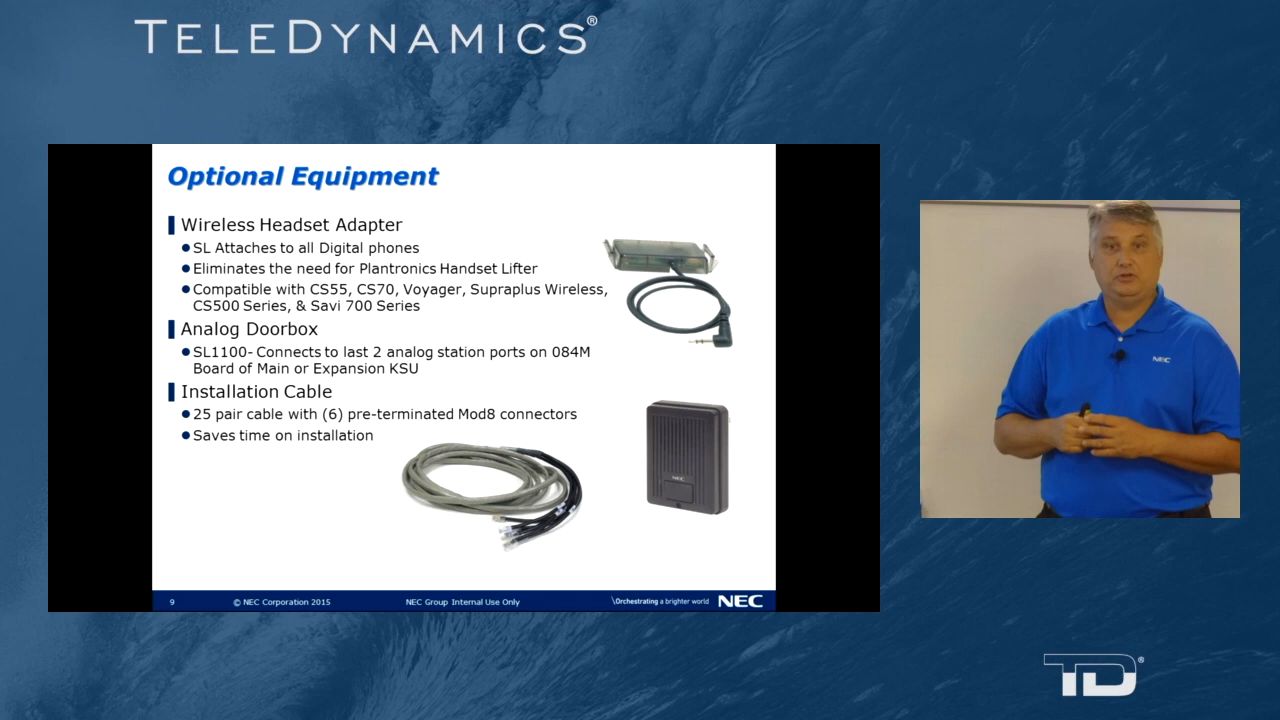 TELEDYNAMICS®
Optional Equipment
Wireless Headset Adapter
SL Attaches to all Digital phones
Eliminates the need for Plantronics Handset Lifter
Compatible with CS55, CS70, Voyager, Supraplus Wireless,
CS500 Series, & Savi 700 Series
Analog Doorbox
SL1100- Connects to last 2 analog station ports on 084M
Board of Main or Expansion KSU
Installation Cable
25 pair cable with (6) pre-terminated Mod8 connectors
Saves time on installation
NEC
NEC
9 © NEC Corporation 2015 NEC Group Internal Use Only \Orchestrating a brighter world NEC
TD®